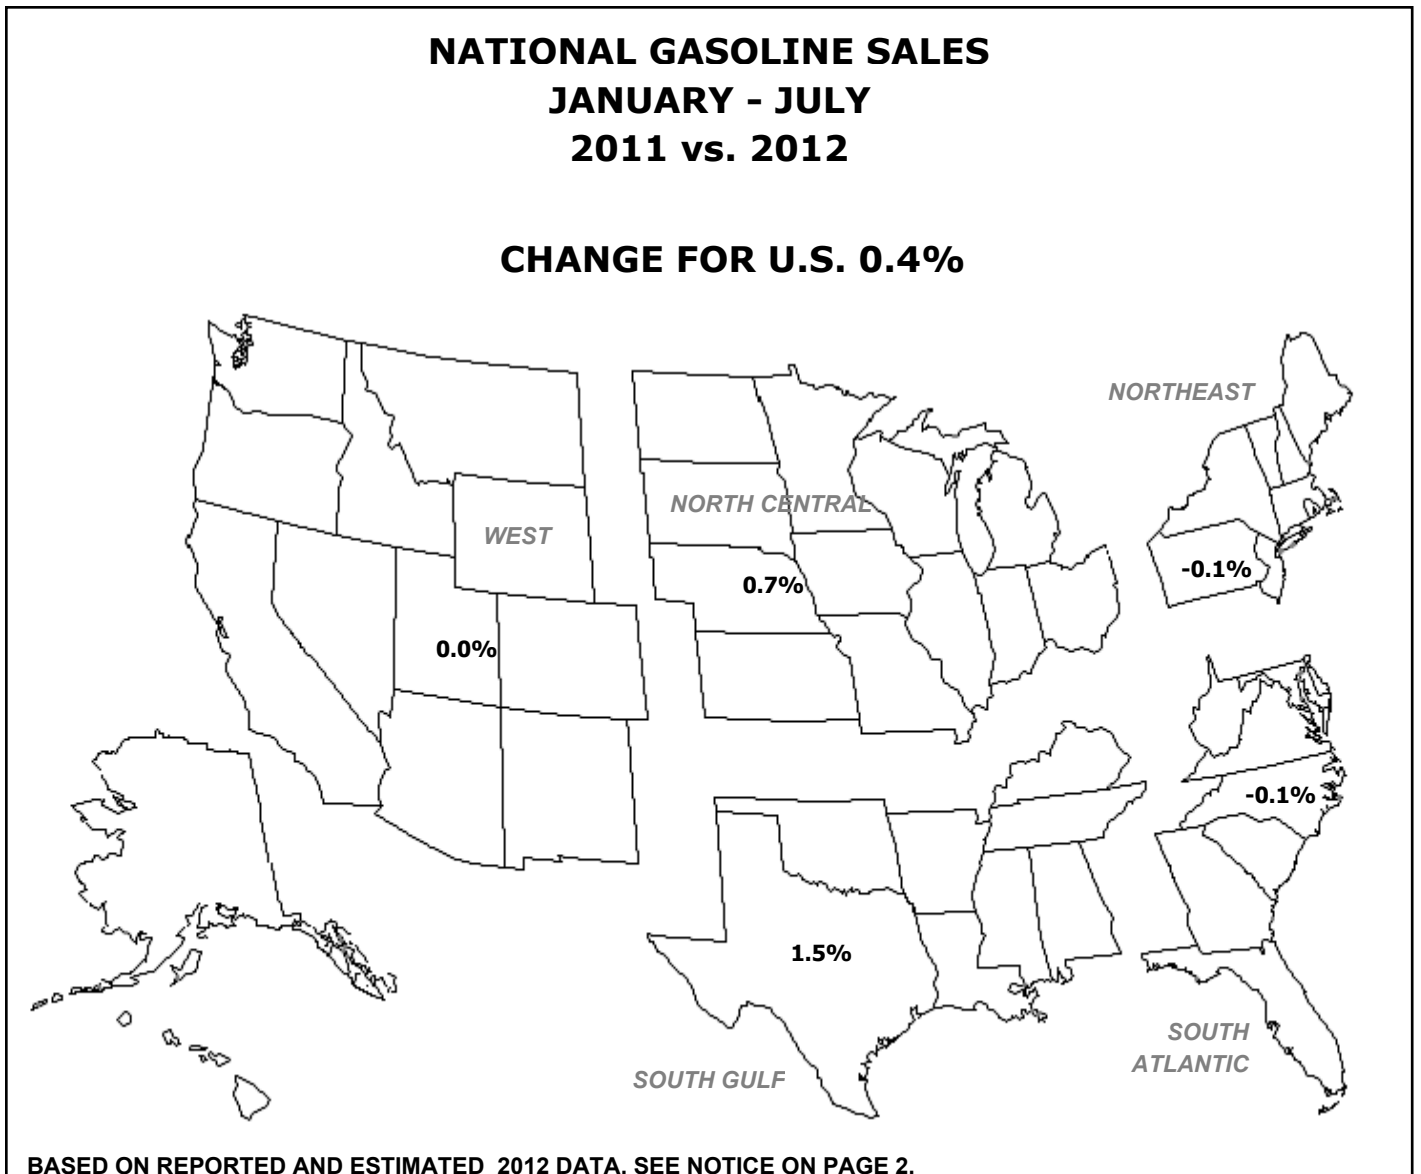 NATIONAL GASOLINE SALES
JANUARY - JULY
2011 vs. 2012
CHANGE FOR U.S. 0.4%
NORTHEAST
NORTH CENTRAL
WEST
-0.1%
0.7%
0.0%
-0.1%
1.5%
SOUTH
ATLANTIC
SOUTH GULF
BASED ON REPORTED AND ESTIMATED 2012 DATA. SEE NOTICE ON PAGE 2.